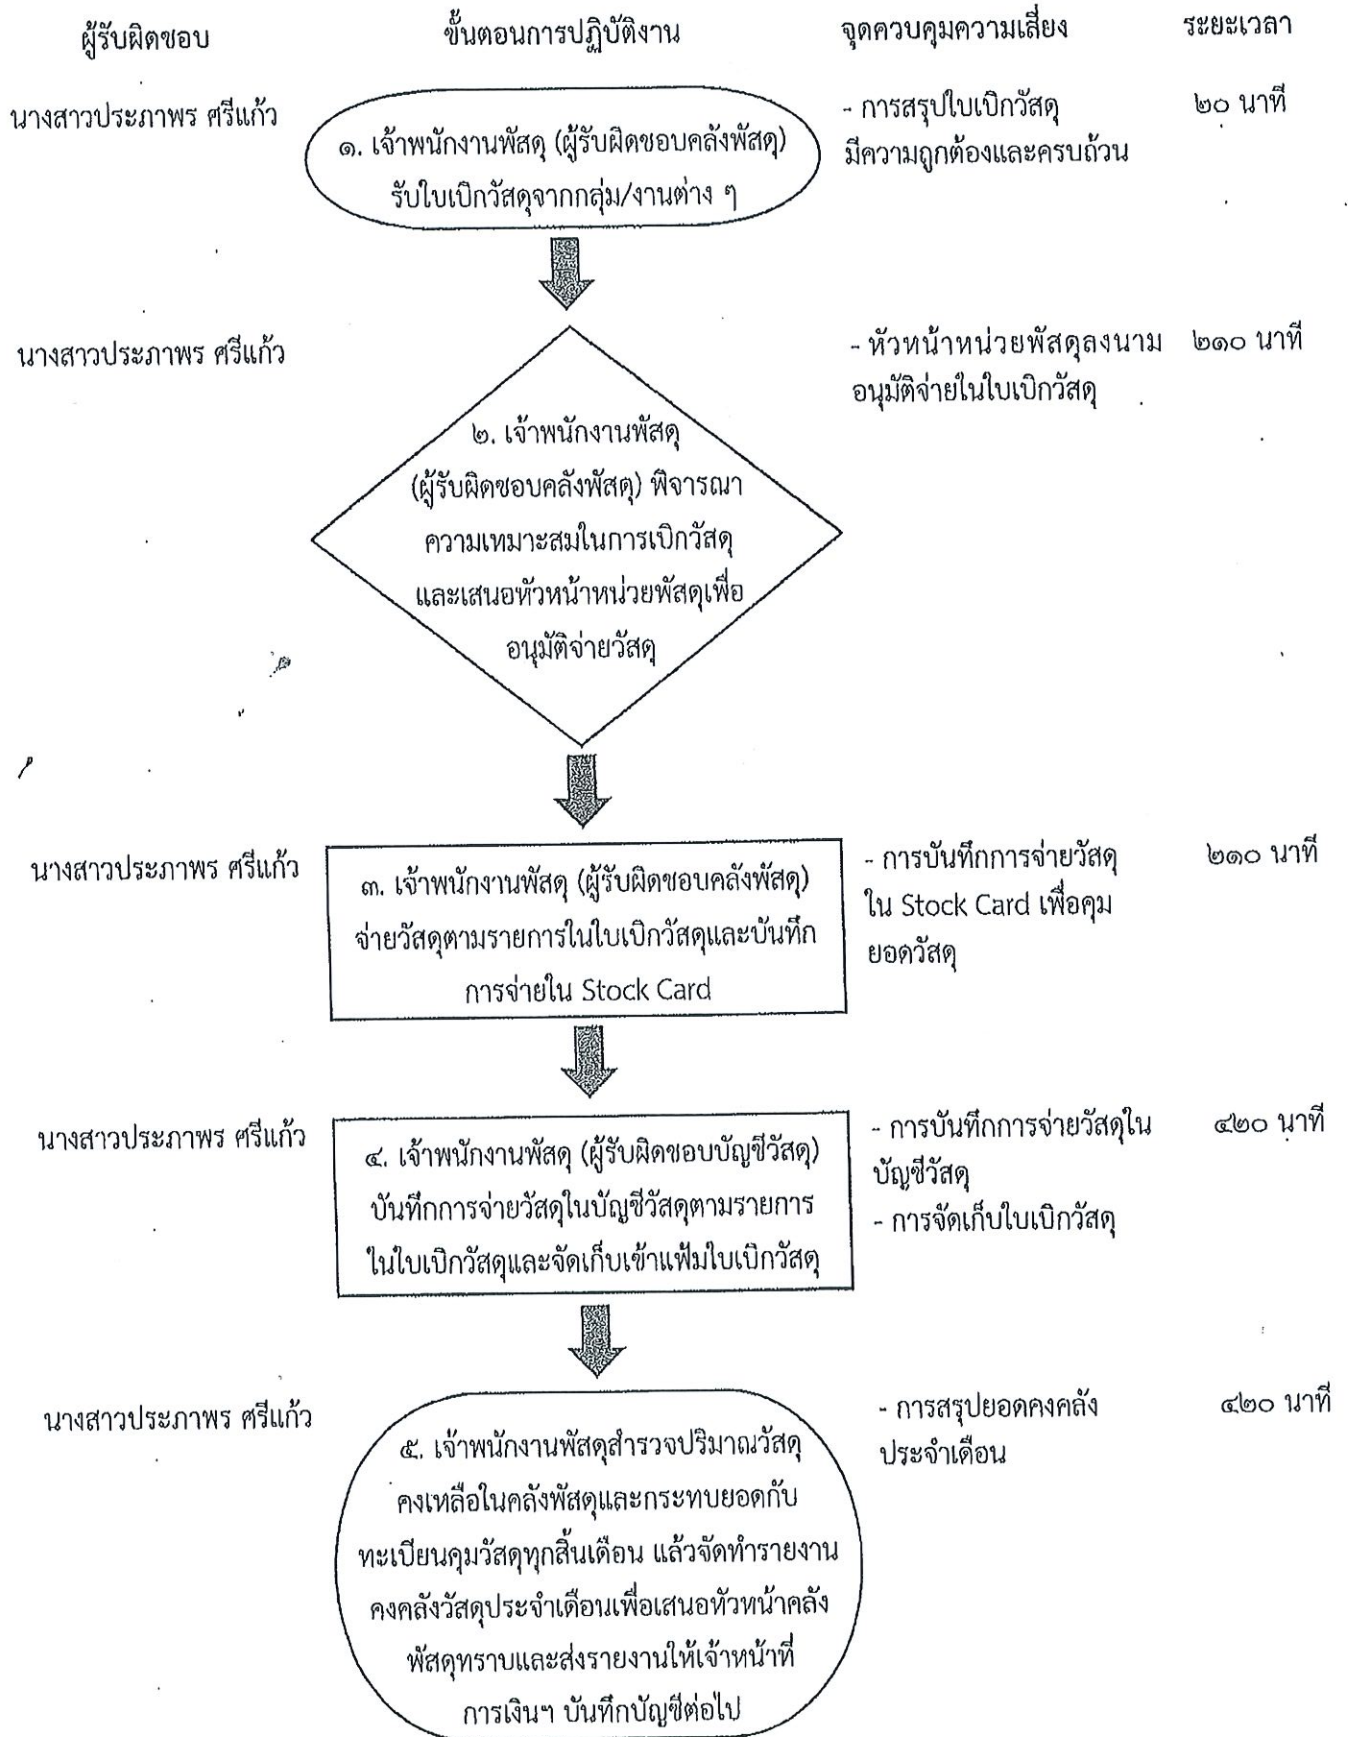 ผู้รับผิดชอบ ขั้นตอนการปฏิบัติงาน จุดควบคุมความเสี่ยง ระยะเวลา
นางสาวประภาพร ศรีแก้ว
๑. เจ้าพนักงานพัสดุ (ผู้รับผิดชอบคลังพัสดุ)
รับใบเบิกวัสดุจากกลุ่ม/งานต่าง ๆ
- การสรุปใบเบิกวัสดุ
มีความถูกต้องและครบถ้วน
๒๐ นาที
นางสาวประภาพร ศรีแก้ว
๒. เจ้าพนักงานพัสดุ
(ผู้รับผิดชอบคลังพัสดุ) พิจารณา
ความเหมาะสมในการเบิกวัสดุ
และเสนอหัวหน้าหน่วยพัสดุเพื่อ
อนุมัติจ่ายวัสดุ
- หัวหน้าหน่วยพัสดุลงนาม
อนุมัติจ่ายในใบเบิกวัสดุ
๒๑๐ นาที
นางสาวประภาพร ศรีแก้ว
๓. เจ้าพนักงานพัสดุ (ผู้รับผิดชอบคลังพัสดุ)
จ่ายวัสดุตามรายการในใบเบิกวัสดุและบันทึก
การจ่ายใน Stock Card
- การบันทึกการจ่ายวัสดุ
ใน Stock Card เพื่อคุม
ยอดวัสดุ
๒๑๐ นาที
นางสาวประภาพร ศรีแก้ว
๔. เจ้าพนักงานพัสดุ (ผู้รับผิดชอบบัญชีวัสดุ)
บันทึกการจ่ายวัสดุในบัญชีวัสดุตามรายการ
ในใบเบิกวัสดุและจัดเก็บเข้าแฟ้มใบเบิกวัสดุ
- การบันทึกการจ่ายวัสดุใน
บัญชีวัสดุ
- การจัดเก็บใบเบิกวัสดุ
๔๒๐ นาที
นางสาวประภาพร ศรีแก้ว
๕. เจ้าพนักงานพัสดุสำรวจปริมาณวัสดุ
คงเหลือในคลังพัสดุและกระทบยอดกับ
ทะเบียนคุมวัสดุทุกสิ้นเดือน แล้วจัดทำรายงาน
คงคลังวัสดุประจำเดือนเพื่อเสนอหัวหน้าคลัง
พัสดุทราบและส่งรายงานให้เจ้าหน้าที่
การเงินฯ บันทึกบัญชีต่อไป
- การสรุปยอดคงคลัง
ประจำเดือน
๔๒๐ นาที